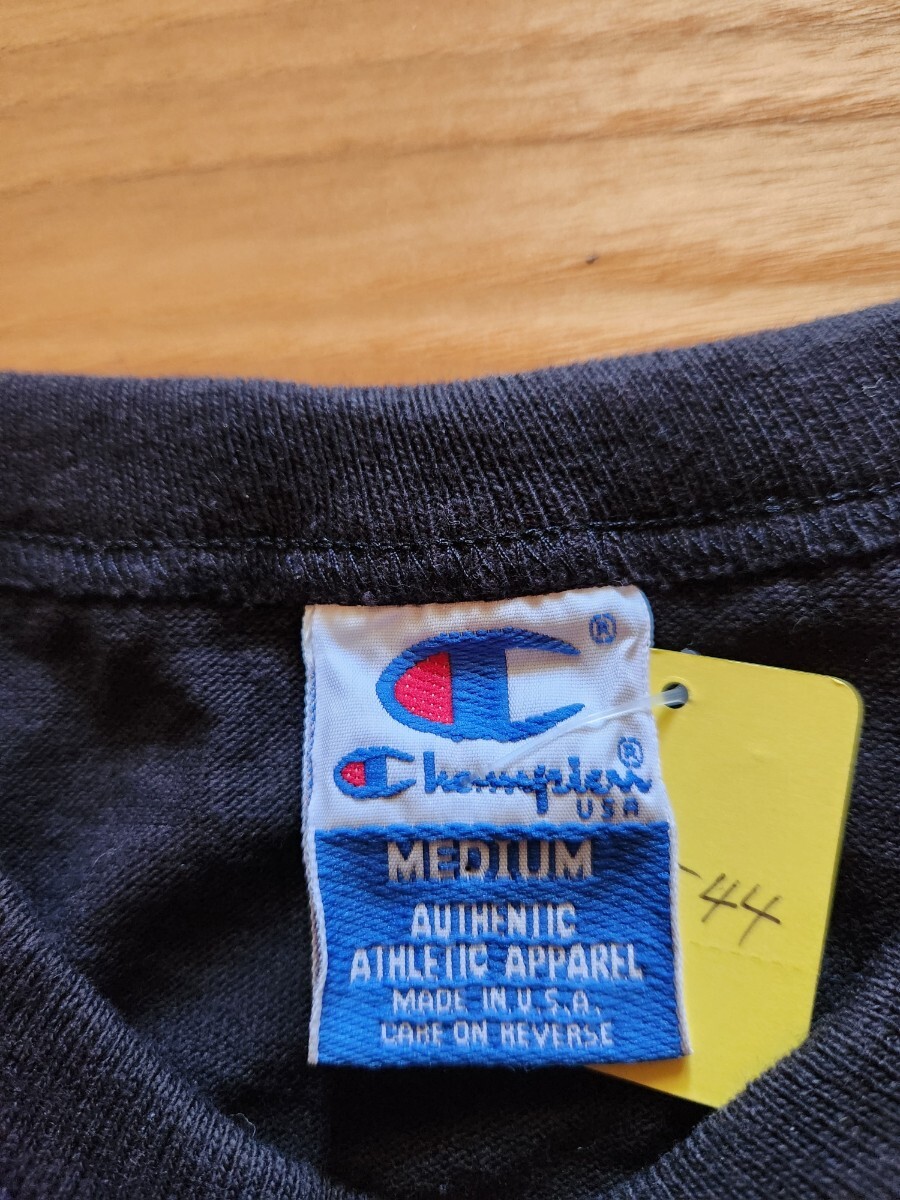 ®
Champion®
USA
MEDIUM
AUTHENTIC
ATHLETIC APPAREL
MADE IN U.S.A.
CARE ON REVERSE
-44